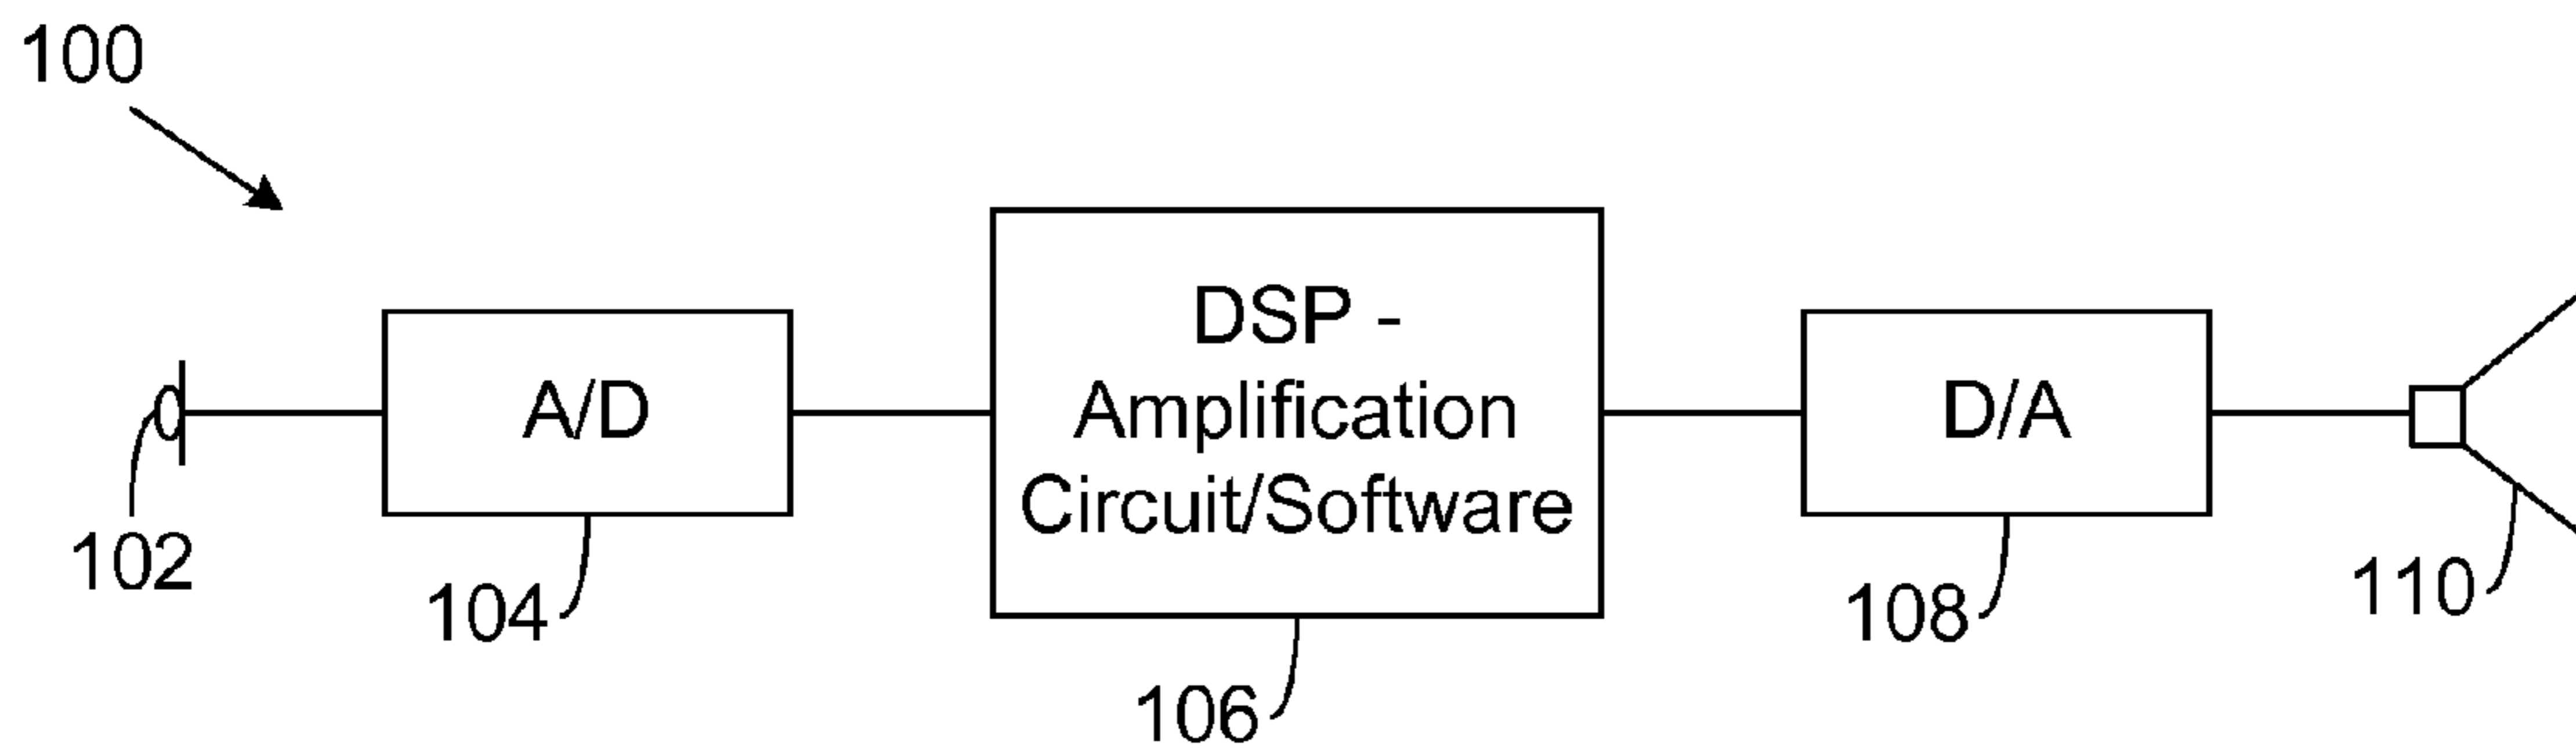 100
A/D
DSP -
Amplification
Circuit/Software
D/A
102
104
106
108
110